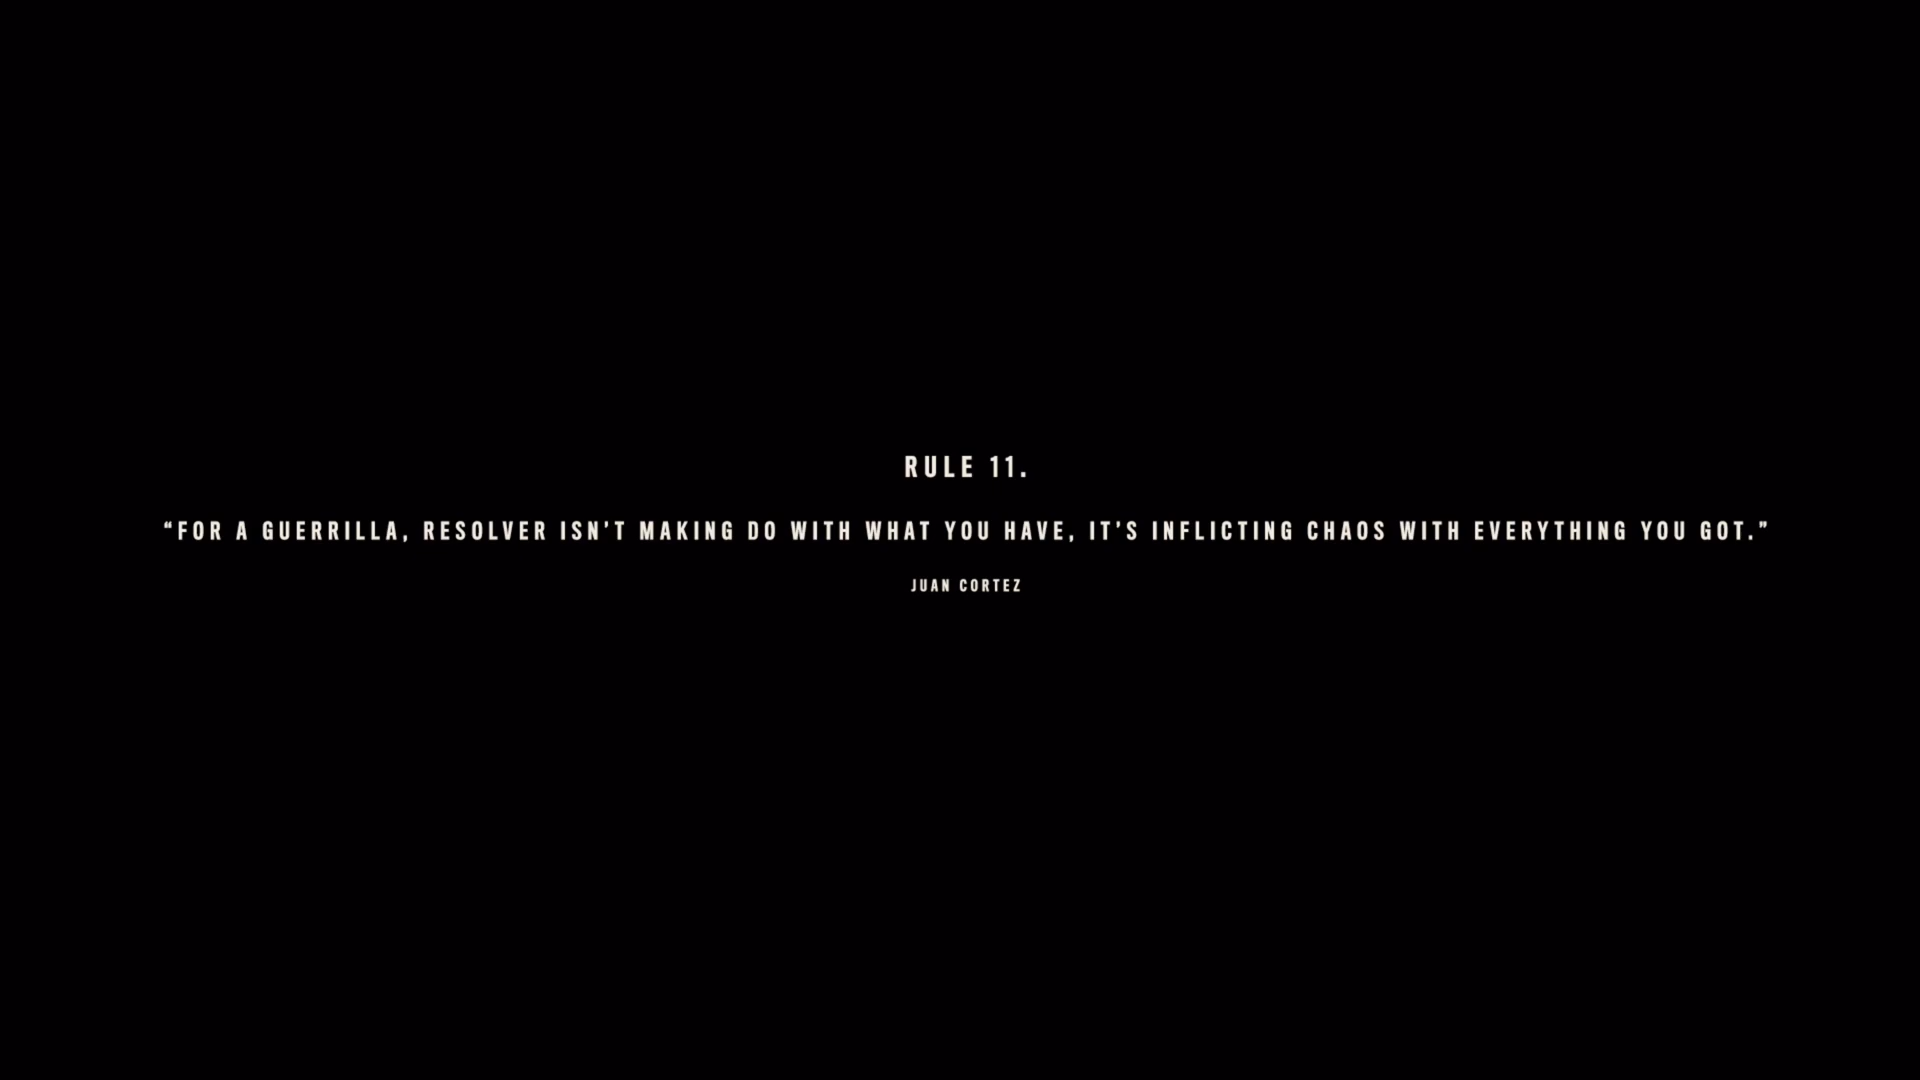 RULE 11.
“FOR A GUERRILLA, RESOLVER ISN’T MAKING DO WITH WHAT YOU HAVE, IT’S INFLICTING CHAOS WITH EVERYTHING YOU GOT.”
JUAN CORTEZ